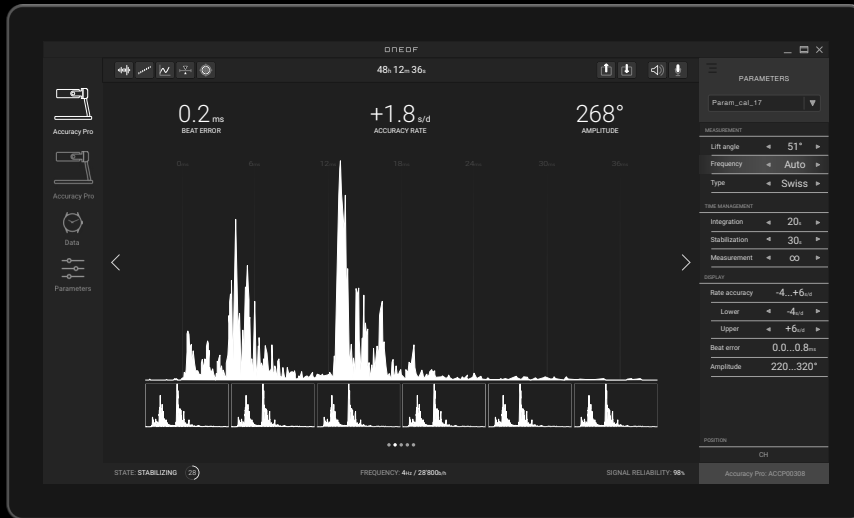 ONEOF
48h 12m 36s
PARAMETERS
Param_cal_17
Accuracy Pro
Accuracy Pro
Data
Parameters
0.2 ms
BEAT ERROR
+1.8 s/d
ACCURACY RATE
268°
AMPLITUDE
MEASUREMENT
Lift angle 51°
Frequency Auto
Type Swiss
TIME MANAGEMENT
Integration 20s
Stabilization 30s
Measurement ∞
DISPLAY
Rate accuracy -4...+6s/d
Lower -4s/d
Upper +6s/d
Beat error 0.0...0.8ms
Amplitude 220...320°
POSITION
CH
STATE: STABILIZING 28
FREQUENCY: 4Hz / 28'800b/h
SIGNAL RELIABILITY: 98%
Accuracy Pro: ACCP00308